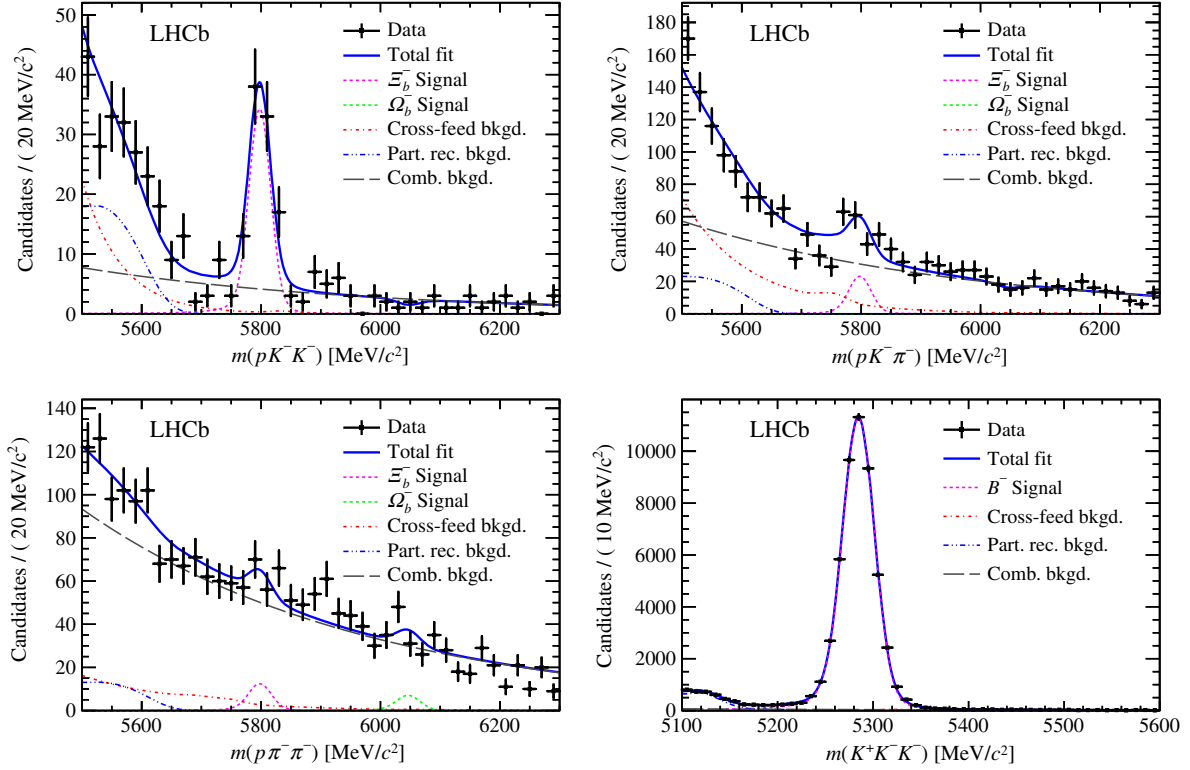 LHCb
Data
Total fit
Ξb− Signal
Ωb− Signal
Cross-feed bkgd.
Part. rec. bkgd.
Comb. bkgd.
Candidates / ( 20 MeV/c²)
0 10 20 30 40 50
5600 5800 6000 6200
m(pK−K−) [MeV/c²]
LHCb
Data
Total fit
Ξb− Signal
Ωb− Signal
Cross-feed bkgd.
Part. rec. bkgd.
Comb. bkgd.
Candidates / ( 20 MeV/c²)
0 20 40 60 80 100 120 140 160 180
5600 5800 6000 6200
m(pK−π−) [MeV/c²]
LHCb
Data
Total fit
Ξb− Signal
Ωb− Signal
Cross-feed bkgd.
Part. rec. bkgd.
Comb. bkgd.
Candidates / ( 20 MeV/c²)
0 20 40 60 80 100 120 140
5600 5800 6000 6200
m(pπ−π−) [MeV/c²]
LHCb
Data
Total fit
B− Signal
Cross-feed bkgd.
Part. rec. bkgd.
Comb. bkgd.
Candidates / ( 10 MeV/c²)
0 2000 4000 6000 8000 10000
5100 5200 5300 5400 5500 5600
m(K+K−K−) [MeV/c²]